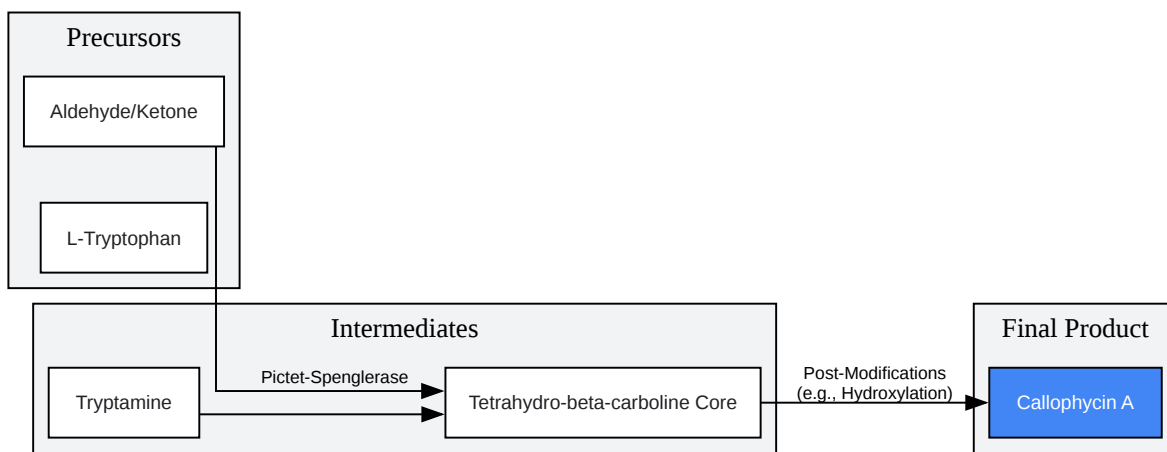 Precursors
Aldehyde/Ketone
L-Tryptophan
Intermediates
Final Product
Pictet-Spenglerase
Post-Modifications
(e.g., Hydroxylation)
Tryptamine
Tetrahydro-beta-carboline Core
Callophycin A